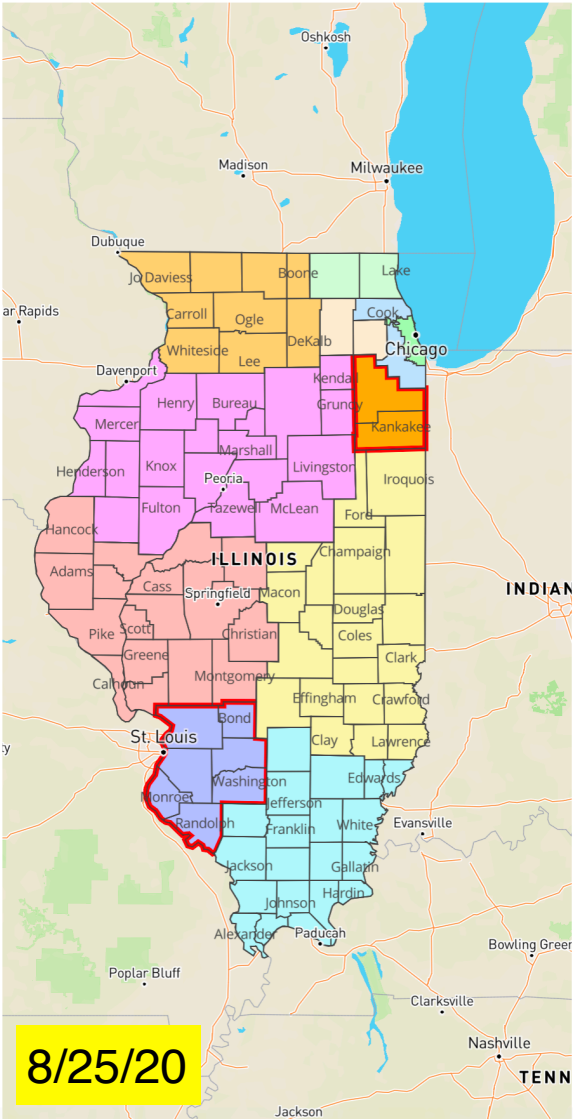 Oshkosh
Madison
Milwaukee
Dubuque
Jo Daviess
Boone
Lake
ar Rapids
Carroll
Ogle
Cook
DeKalb
Chicago
Whiteside
Lee
Davenport
Kendal
Henry
Bureau
Grundy
Mercer
Kankakee
Marshall
Henderson
Knox
Livingston
Peoria
Iroquois
Fulton
Tazewell
McLean
Ford
Hancock
ILLINOIS
Champaign
Adams
Cass
Springfield
Macon
INDIAN
Douglas
Pike
Scott
Christian
Coles
Greene
Clark
Calhoun
Montgomery
Effingham
Crawford
Bond
St. Louis
Clay
Lawrence
y
Washington
Edwards
Monroe
Jefferson
Randolph
Franklin
White
Evansville
Jackson
Gallatin
Hardin
Johnson
Alexander
Paducah
Bowling Green
Poplar Bluff
Clarksville
Nashville
8/25/20
TENN
Jackson